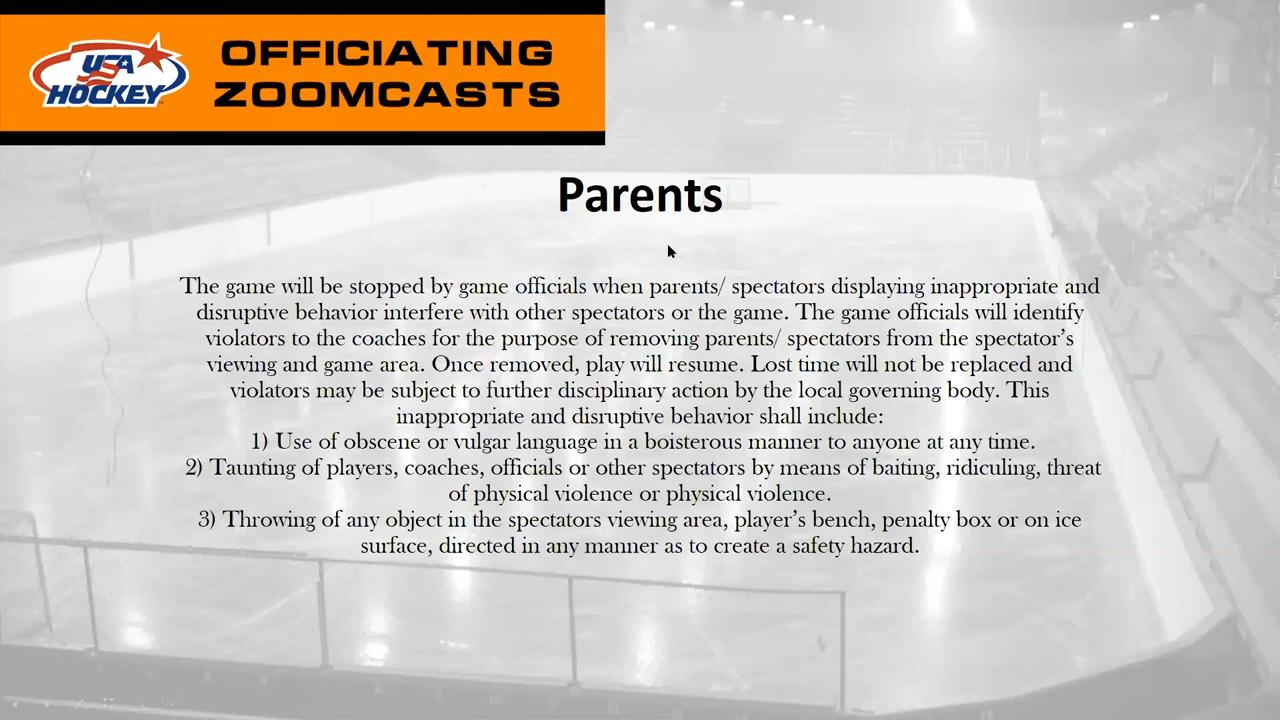 USA
HOCKEY
OFFICIATING
ZOOMCASTS
Parents
The game will be stopped by game officials when parents/ spectators displaying inappropriate and
disruptive behavior interfere with other spectators or the game. The game officials will identify
violators to the coaches for the purpose of removing parents/ spectators from the spectator's
viewing and game area. Once removed, play will resume. Lost time will not be replaced and
violators may be subject to further disciplinary action by the local governing body. This
inappropriate and disruptive behavior shall include:
1) Use of obscene or vulgar language in a boisterous manner to anyone at any time.
2) Taunting of players, coaches, officials or other spectators by means of baiting, ridiculing, threat
of physical violence or physical violence.
3) Throwing of any object in the spectators viewing area, player's bench, penalty box or on ice
surface, directed in any manner as to create a safety hazard.